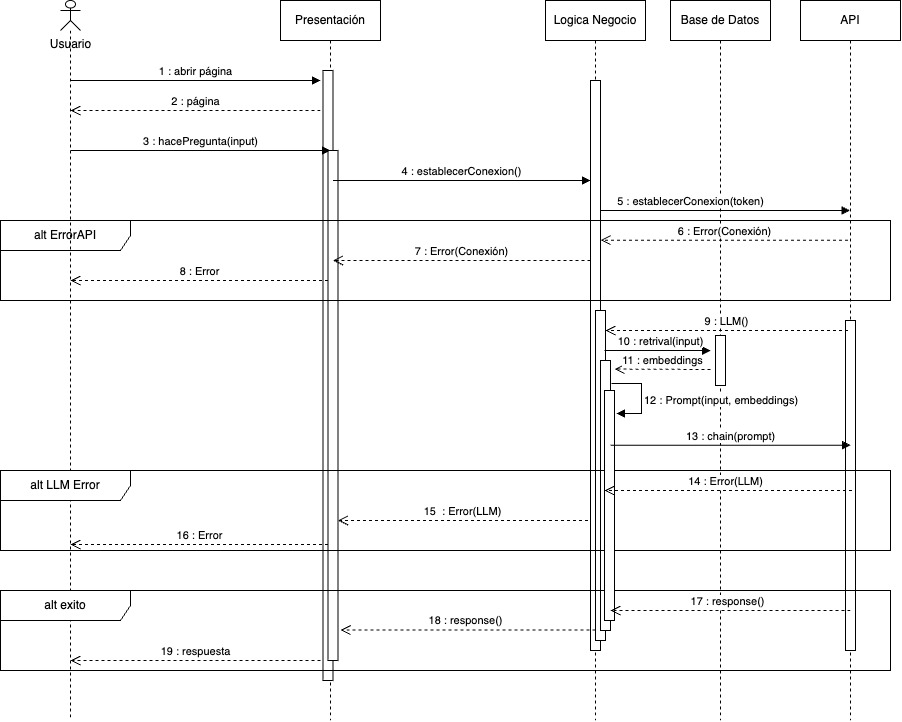 Usuario
Presentación
Logica Negocio
Base de Datos
API
1 : abrir página
2 : página
3 : hacePregunta(input)
4 : establecerConexion()
5 : establecerConexion(token)
alt ErrorAPI
6 : Error(Conexión)
7 : Error(Conexión)
8 : Error
9 : LLM()
10 : retrival(input)
11 : embeddings
12 : Prompt(input, embeddings)
13 : chain(prompt)
alt LLM Error
14 : Error(LLM)
15 : Error(LLM)
16 : Error
alt exito
17 : response()
18 : response()
19 : respuesta